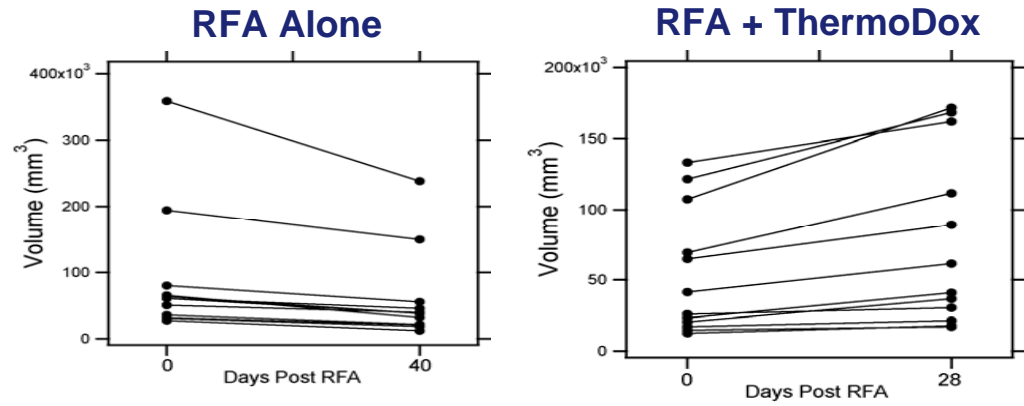 RFA Alone
400x10³
300
200
100
0
Volume (mm³)
0
40
Days Post RFA
RFA + ThermoDox
200x10³
150
100
50
0
Volume (mm³)
0
28
Days Post RFA